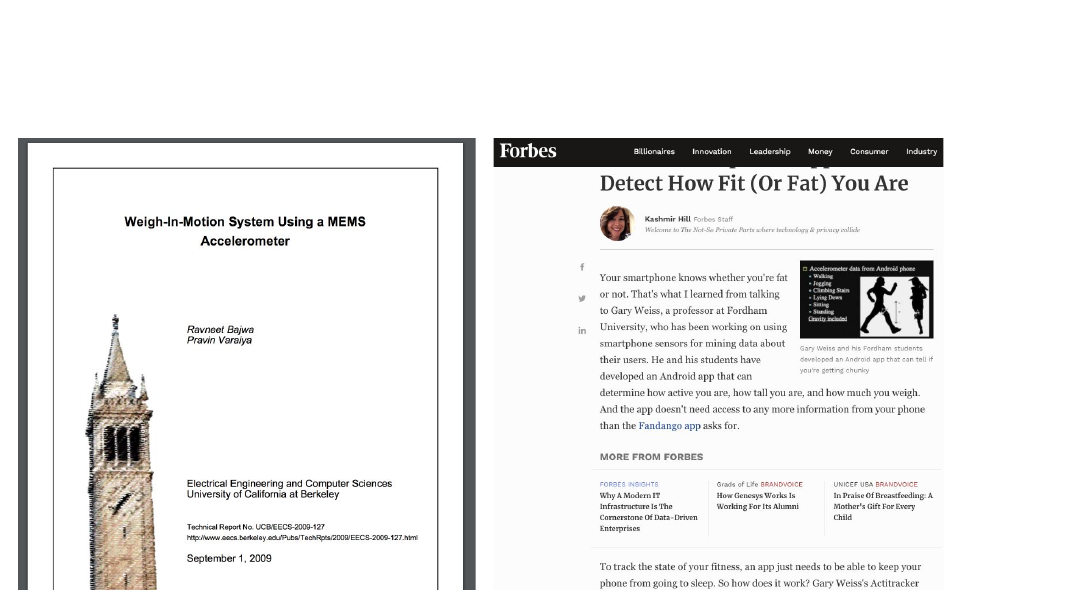 Weigh-In-Motion System Using a MEMS
Accelerometer
Ravneet Bajwa
Pravin Varaiya
Electrical Engineering and Computer Sciences
University of California at Berkeley
Technical Report No. UCB/EECS-2009-127
http://www.eecs.berkeley.edu/Pubs/TechRpts/2009/EECS-2009-127.html
September 1, 2009
Forbes
Billionaires Innovation Leadership Money Consumer Industry
Detect How Fit (Or Fat) You Are
Kashmir Hill Forbes Staff
Welcome to The Not-So Private Parts where technology & privacy collide
Your smartphone knows whether you're fat
or not. That's what I learned from talking
to Gary Weiss, a professor at Fordham
University, who has been working on using
smartphone sensors for mining data about
their users. He and his students have
developed an Android app that can
determine how active you are, how tall you are, and how much you weigh.
And the app doesn't need access to any more information from your phone
than the Fandango app asks for.
Accelerometer data from Android phone
Walking
Jogging
Climbing Stairs
Lying Down
Sitting
Standing
Gravity included
Gary Weiss and his Fordham students
developed an Android app that can tell if
you're getting chunky
MORE FROM FORBES
FORBES INSIGHTS
Why A Modern IT
Infrastructure Is The
Cornerstone Of Data-Driven
Enterprises
Grads of Life BRANDVOICE
How Genesys Works Is
Working For Its Alumni
UNICEF USA BRANDVOICE
In Praise Of Breastfeeding: A
Mother's Gift For Every
Child
To track the state of your fitness, an app just needs to be able to keep your
phone from going to sleep. So how does it work? Gary Weiss's Actitracker